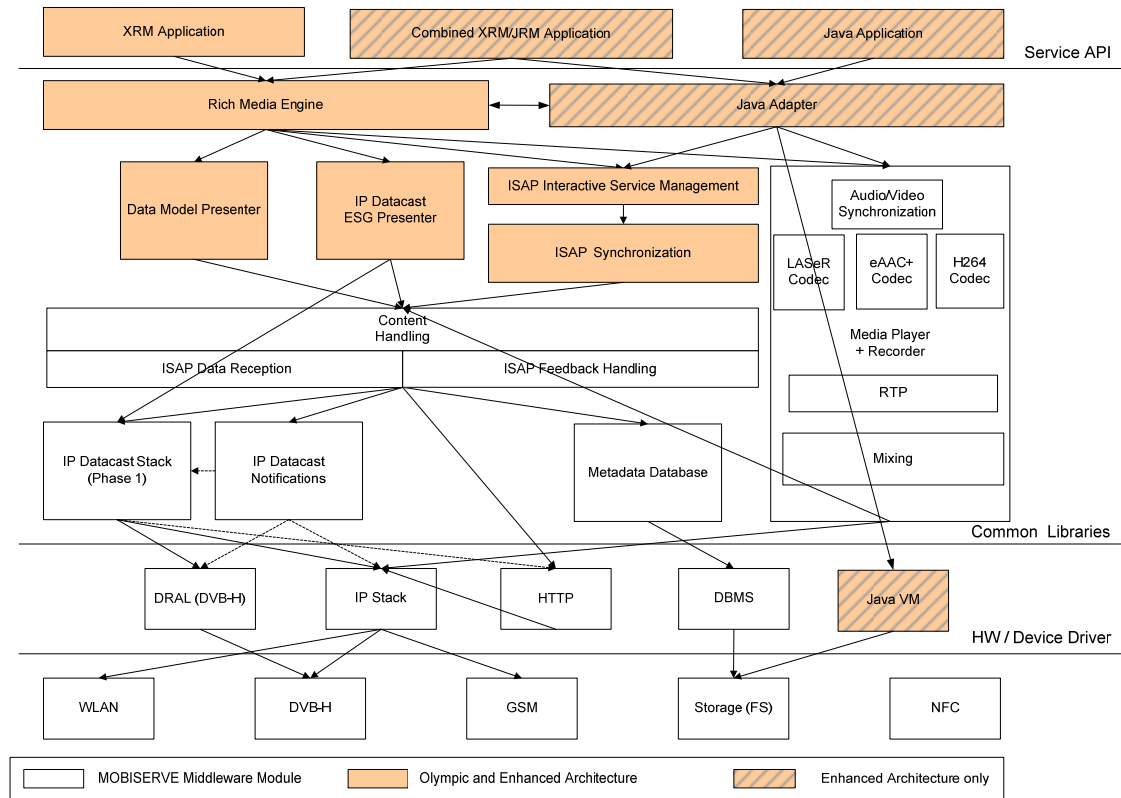 XRM Application
Combined XRM/JRM Application
Java Application
Service API
Rich Media Engine
Java Adapter
Data Model Presenter
IP Datacast
ESG Presenter
ISAP Interactive Service Management
ISAP Synchronization
Audio/Video
Synchronization
LASeR
Codec
eAAC+
Codec
H264
Codec
Content
Handling
Media Player
+ Recorder
ISAP Data Reception
ISAP Feedback Handling
RTP
IP Datacast Stack
(Phase 1)
IP Datacast
Notifications
Metadata Database
Mixing
Common Libraries
DRAL (DVB-H)
IP Stack
HTTP
DBMS
Java VM
HW / Device Driver
WLAN
DVB-H
GSM
Storage (FS)
NFC
MOBISERVE Middleware Module
Olympic and Enhanced Architecture
Enhanced Architecture only